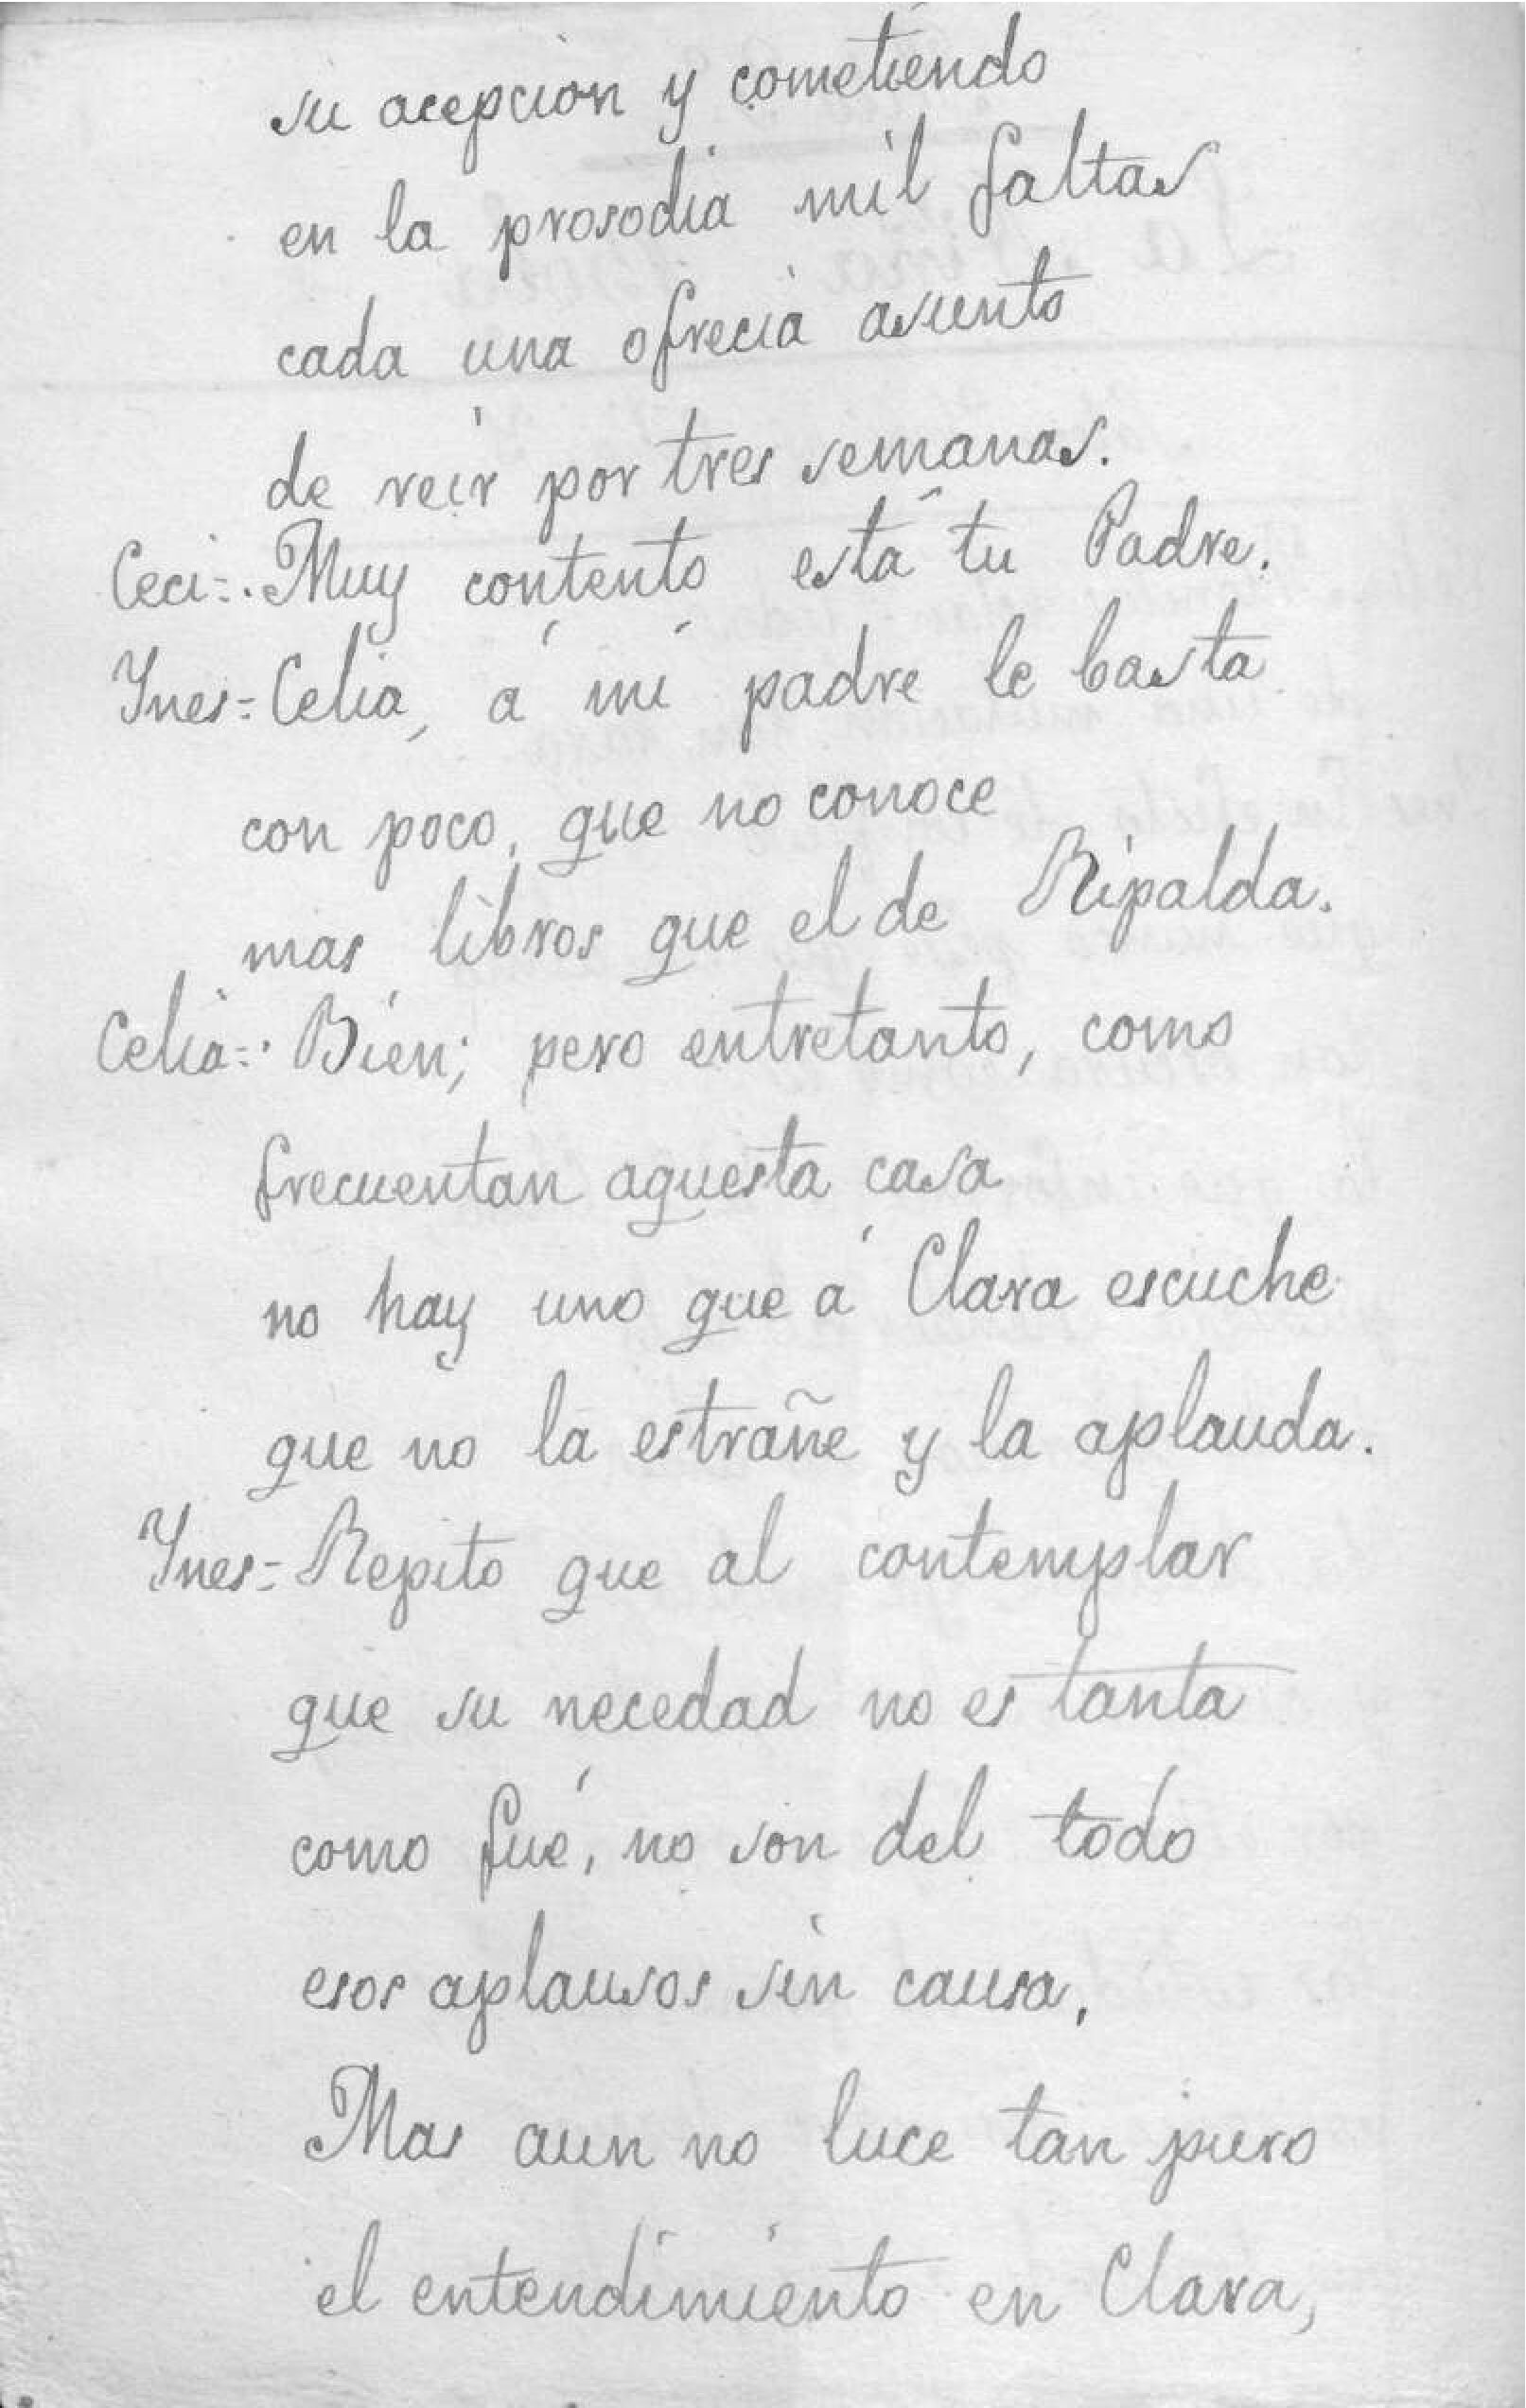 su acepcion y cometiendo
en la prosodia mil faltas
cada una ofrecia asunto
de reir por tres semanas.
Ceci=. Muy contento está tu Padre.
Ynes= Celia, á mí padre le basta
con poco, que no conoce
mas libros que el de Ripalda.
Celia=. Bien; pero entretanto, como
frecuentan aquesta casa
no hay uno que á Clara escuche
que no la estrañe y la aplauda.
Ynes= Repito que al contemplar
que su necedad no es tanta
como fué, no son del todo
esos aplausos sin causa,
Mas aun no luce tan puro
el entendimiento en Clara,